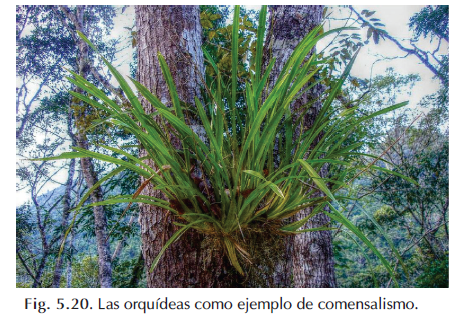 Fig. 5.20. Las orquídeas como ejemplo de comensalismo.